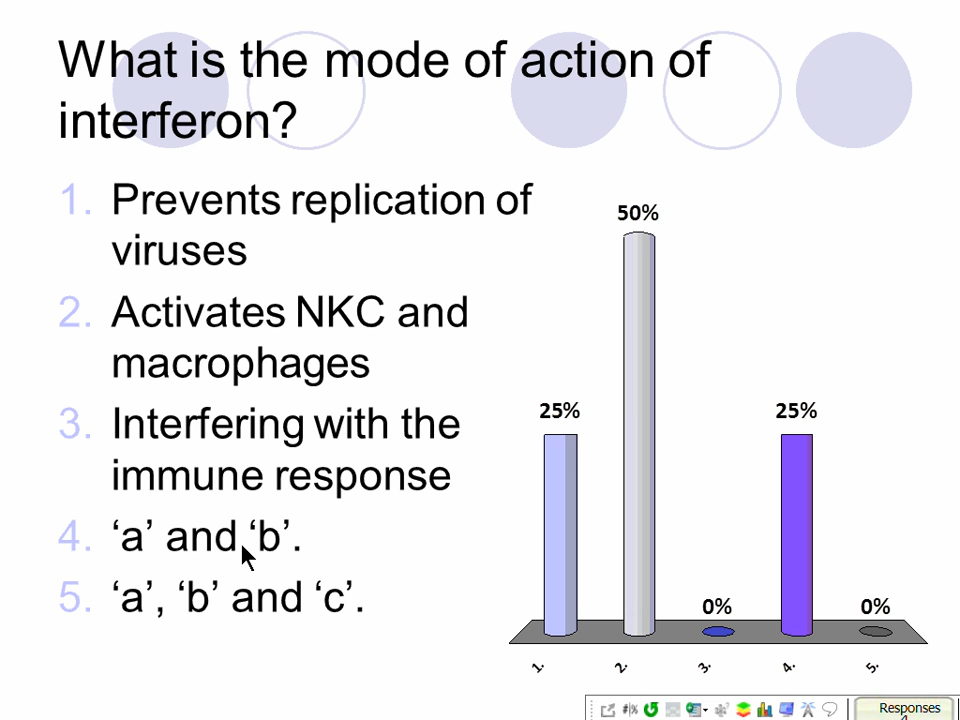 What is the mode of action of
interferon?
1. Prevents replication of
viruses
2. Activates NKC and
macrophages
3. Interfering with the
immune response
4. ‘a’ and ‘b’.
5. ‘a’, ‘b’ and ‘c’.
50%
25%
25%
0%
0%
1.
2.
3.
4.
5.
Responses